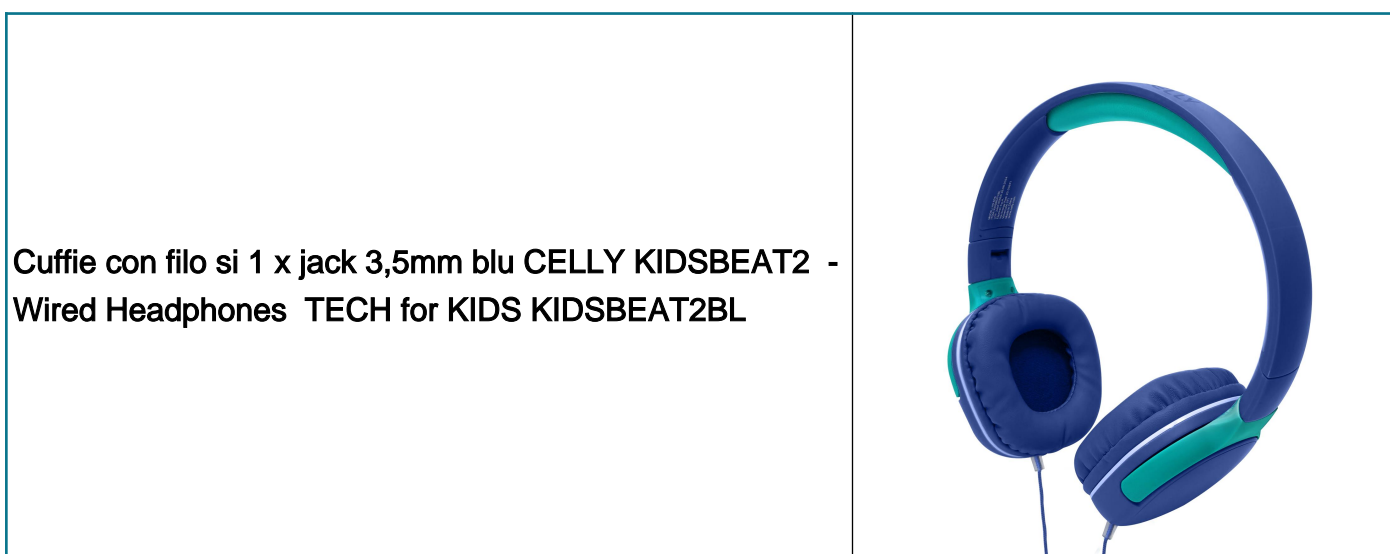 Cuffie con filo si 1 x jack 3,5mm blu CELLY KIDSBEAT2 -
Wired Headphones TECH for KIDS KIDSBEAT2BL